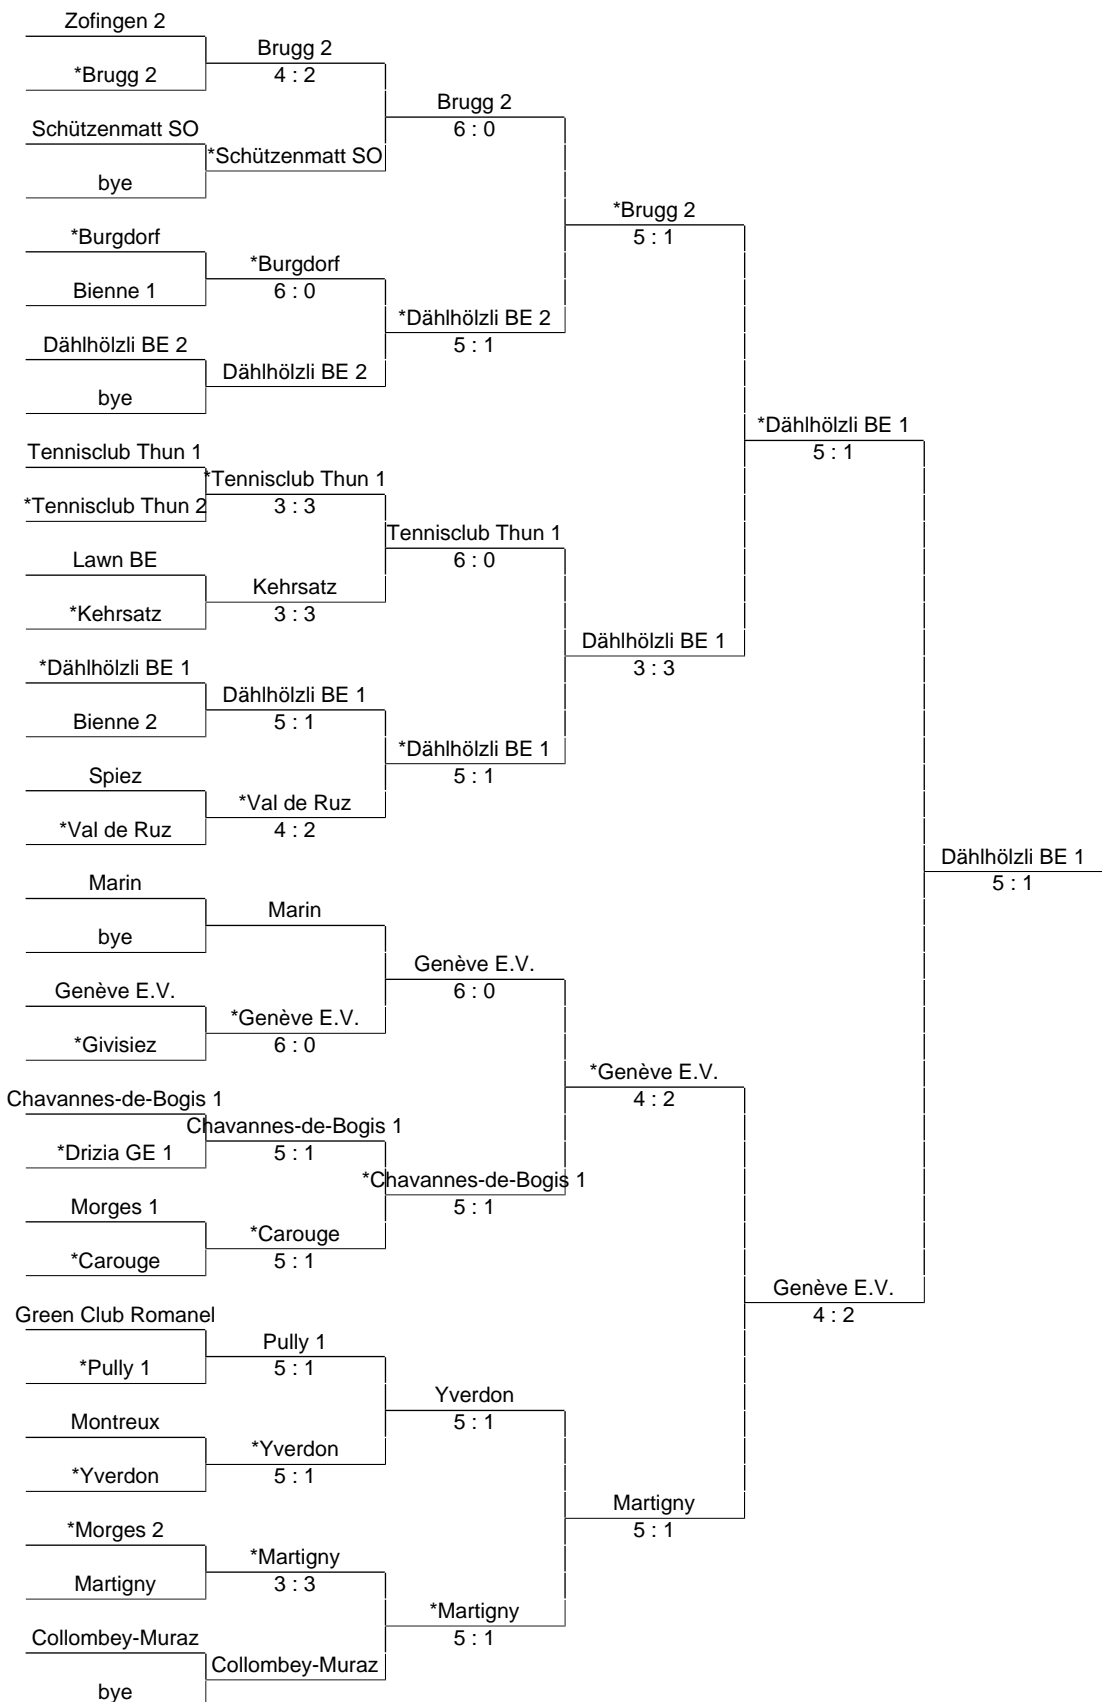 Zofingen 2
Brugg 2
*Brugg 2
4 : 2
Brugg 2
6 : 0
Schützenmatt SO
*Schützenmatt SO
bye
*Brugg 2
5 : 1
*Burgdorf
*Burgdorf
Bienne 1
6 : 0
*Dählhölzli BE 2
5 : 1
Dählhölzli BE 2
Dählhölzli BE 2
bye
*Dählhölzli BE 1
5 : 1
Tennisclub Thun 1
*Tennisclub Thun 1
*Tennisclub Thun 2
3 : 3
Tennisclub Thun 1
6 : 0
Lawn BE
Kehrsatz
*Kehrsatz
3 : 3
Dählhölzli BE 1
3 : 3
*Dählhölzli BE 1
Dählhölzli BE 1
Bienne 2
5 : 1
*Dählhölzli BE 1
5 : 1
Spiez
*Val de Ruz
*Val de Ruz
4 : 2
Dählhölzli BE 1
5 : 1
Marin
Marin
bye
Genève E.V.
6 : 0
Genève E.V.
*Genève E.V.
*Givisiez
6 : 0
*Genève E.V.
4 : 2
Chavannes-de-Bogis 1
Chavannes-de-Bogis 1
*Drizia GE 1
5 : 1
*Chavannes-de-Bogis 1
5 : 1
Morges 1
*Carouge
*Carouge
5 : 1
Genève E.V.
4 : 2
Green Club Romanel
Pully 1
*Pully 1
5 : 1
Yverdon
5 : 1
Montreux
*Yverdon
*Yverdon
5 : 1
Martigny
5 : 1
*Morges 2
*Martigny
Martigny
3 : 3
*Martigny
5 : 1
Collombey-Muraz
Collombey-Muraz
bye